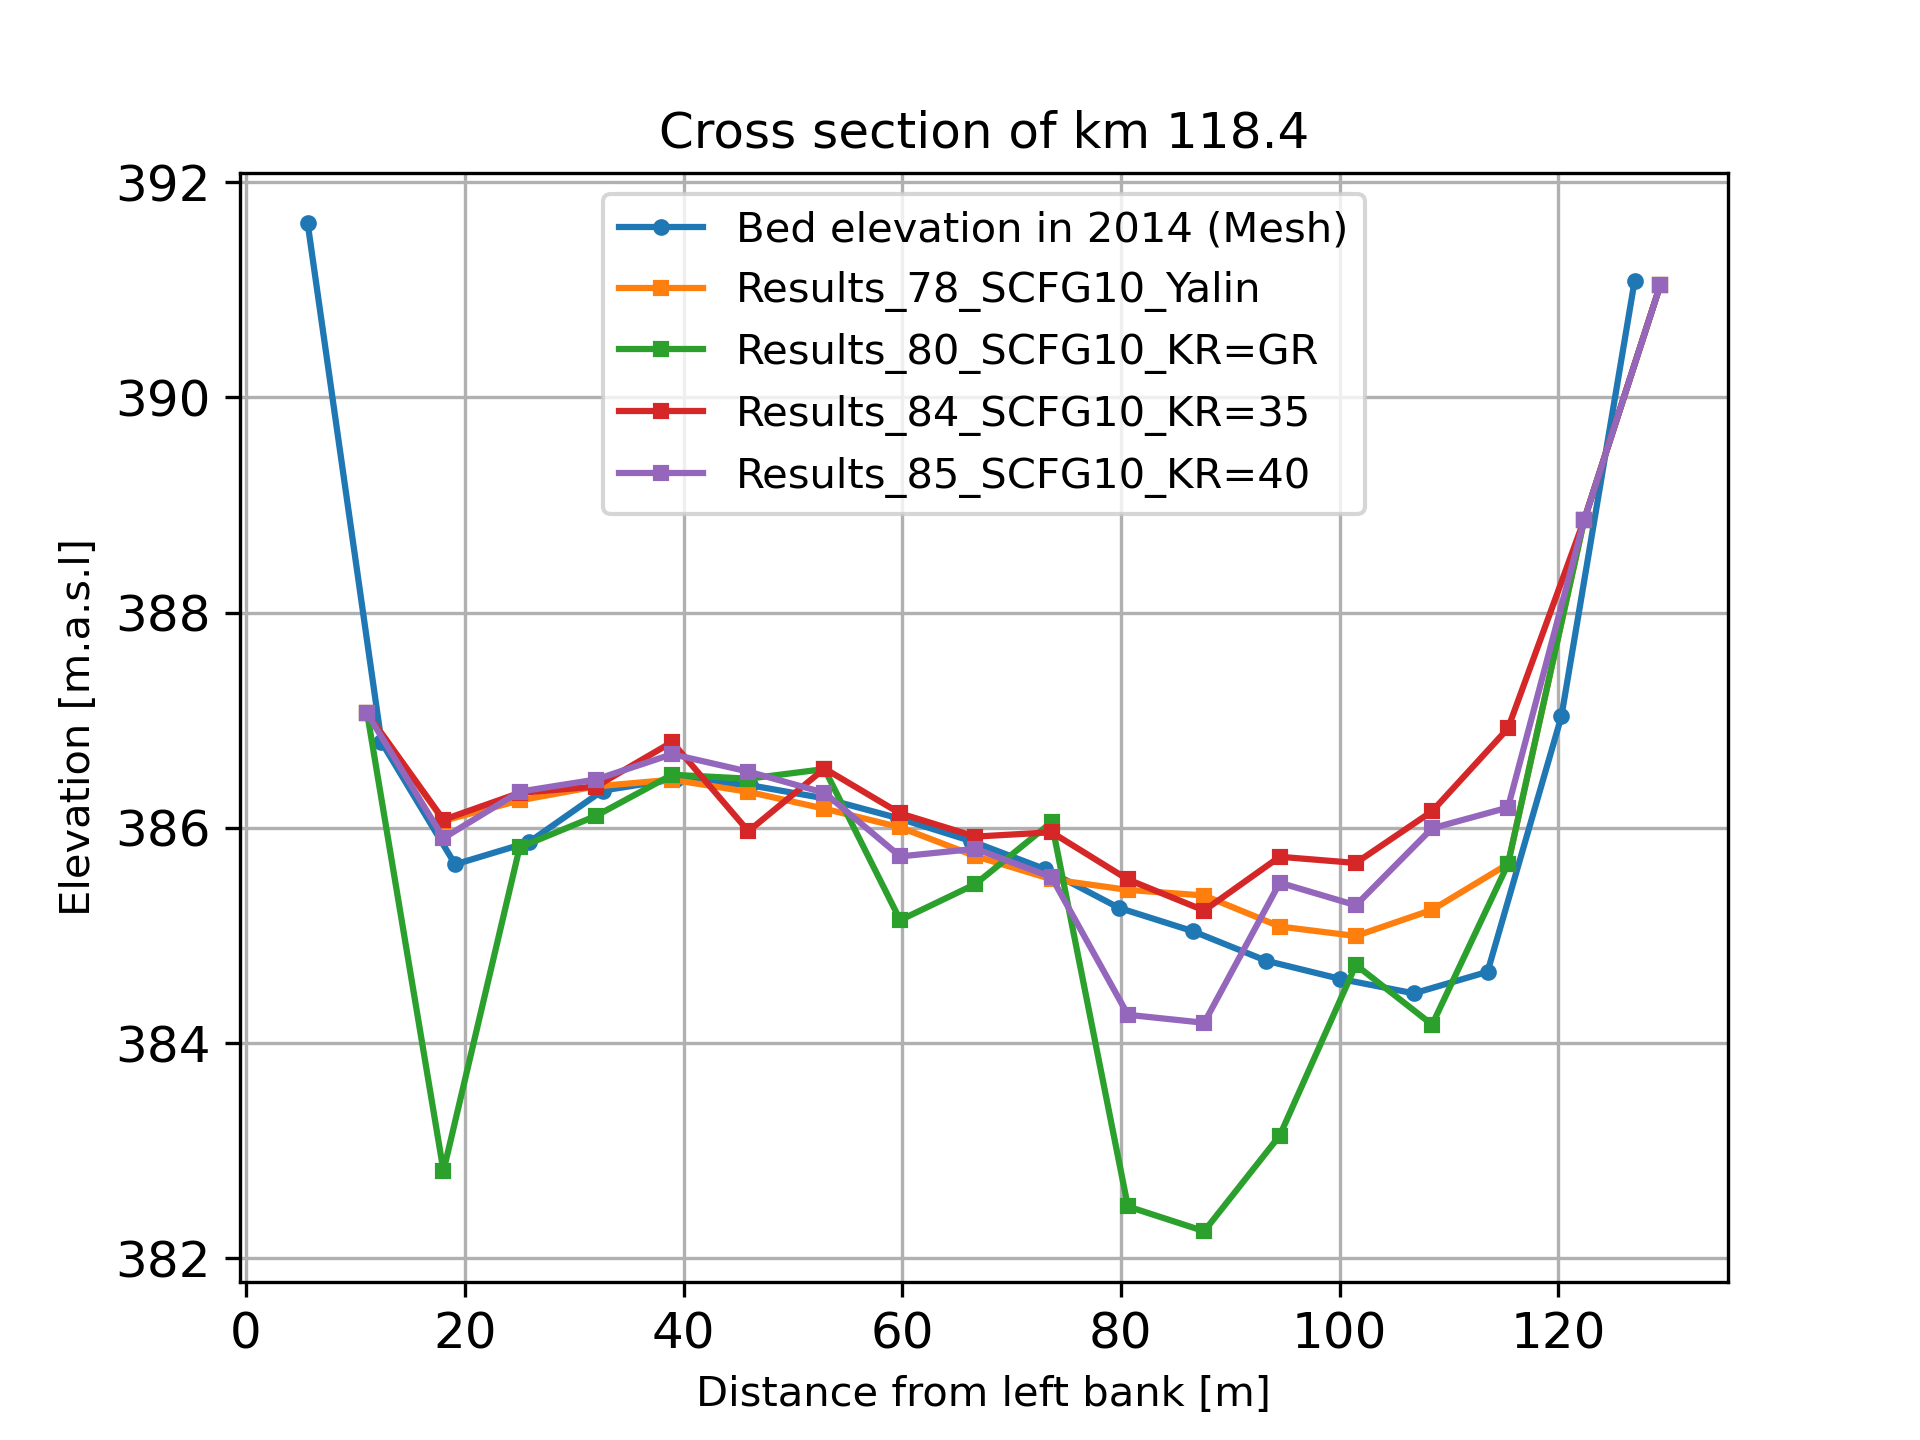 Cross section of km 118.4
392
390
388
386
384
382
Elevation [m.a.s.l]
Bed elevation in 2014 (Mesh)
Results_78_SCFG10_Yalin
Results_80_SCFG10_KR=GR
Results_84_SCFG10_KR=35
Results_85_SCFG10_KR=40
0 20 40 60 80 100 120
Distance from left bank [m]